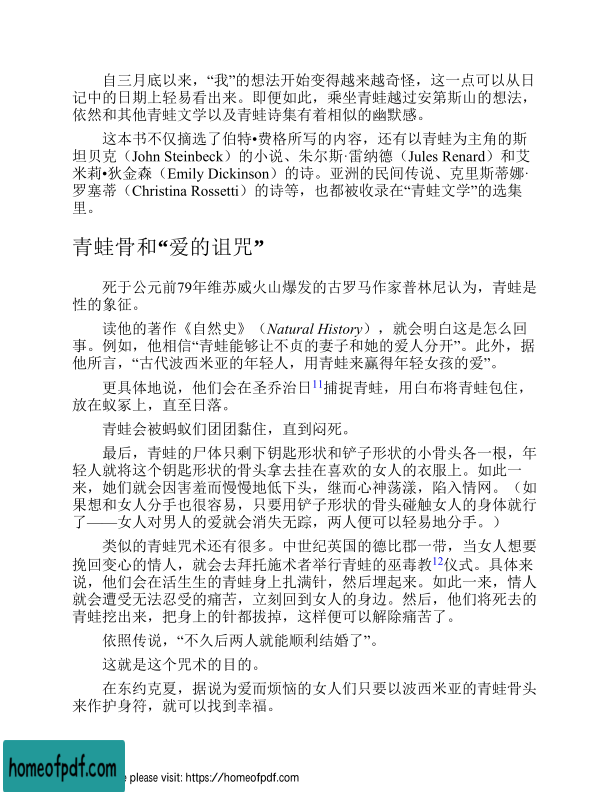 自三月底以来，“我”的想法开始变得越来越奇怪，这一点可以从日
记中的日期上轻易看出来。即便如此，乘坐青蛙越过安第斯山的想法，
依然和其他青蛙文学以及青蛙诗集有着相似的幽默感。
这本书不仅摘选了伯特•费格所写的内容，还有以青蛙为主角的斯
坦贝克（John Steinbeck）的小说、朱尔斯·雷纳德（Jules Renard）和艾
米莉•狄金森（Emily Dickinson）的诗。亚洲的民间传说、克里斯蒂娜·
罗塞蒂（Christina Rossetti）的诗等，也都被收录在“青蛙文学”的选集
里。
青蛙骨和“爱的诅咒”
死于公元前79年维苏威火山爆发的古罗马作家普林尼认为，青蛙是
性的象征。
读他的著作《自然史》（Natural History），就会明白这是怎么回
事。例如，他相信“青蛙能够让不贞的妻子和她的爱人分开”。此外，据
他所言，“古代波西米亚的年轻人，用青蛙来赢得年轻女孩的爱”。
更具体地说，他们会在圣乔治日11捕捉青蛙，用白布将青蛙包住，
放在蚁冢上，直至日落。
青蛙会被蚂蚁们团团黏住，直到闷死。
最后，青蛙的尸体只剩下钥匙形状和铲子形状的小骨头各一根，年
轻人就将这个钥匙形状的骨头拿去挂在喜欢的女人的衣服上。如此一
来，她们就会因害羞而慢慢地低下头，继而心神荡漾，陷入情网。（如
果想和女人分手也很容易，只要用铲子形状的骨头碰触女人的身体就行
了——女人对男人的爱就会消失无踪，两人便可以轻易地分手。）
类似的青蛙咒术还有很多。中世纪英国的德比郡一带，当女人想要
挽回变心的情人，就会去拜托施术者举行青蛙的巫毒教12仪式。具体来
说，他们会在活生生的青蛙身上扎满针，然后埋起来。如此一来，情人
就会遭受无法忍受的痛苦，立刻回到女人的身边。然后，他们将死去的
青蛙挖出来，把身上的针都拔掉，这样便可以解除痛苦了。
依照传说，“不久后两人就能顺利结婚了”。
这就是这个咒术的目的。
在东约克夏，据说为爱而烦恼的女人们只要以波西米亚的青蛙骨头
来作护身符，就可以找到幸福。
homeofpdf.com
e please visit: https://homeofpdf.com